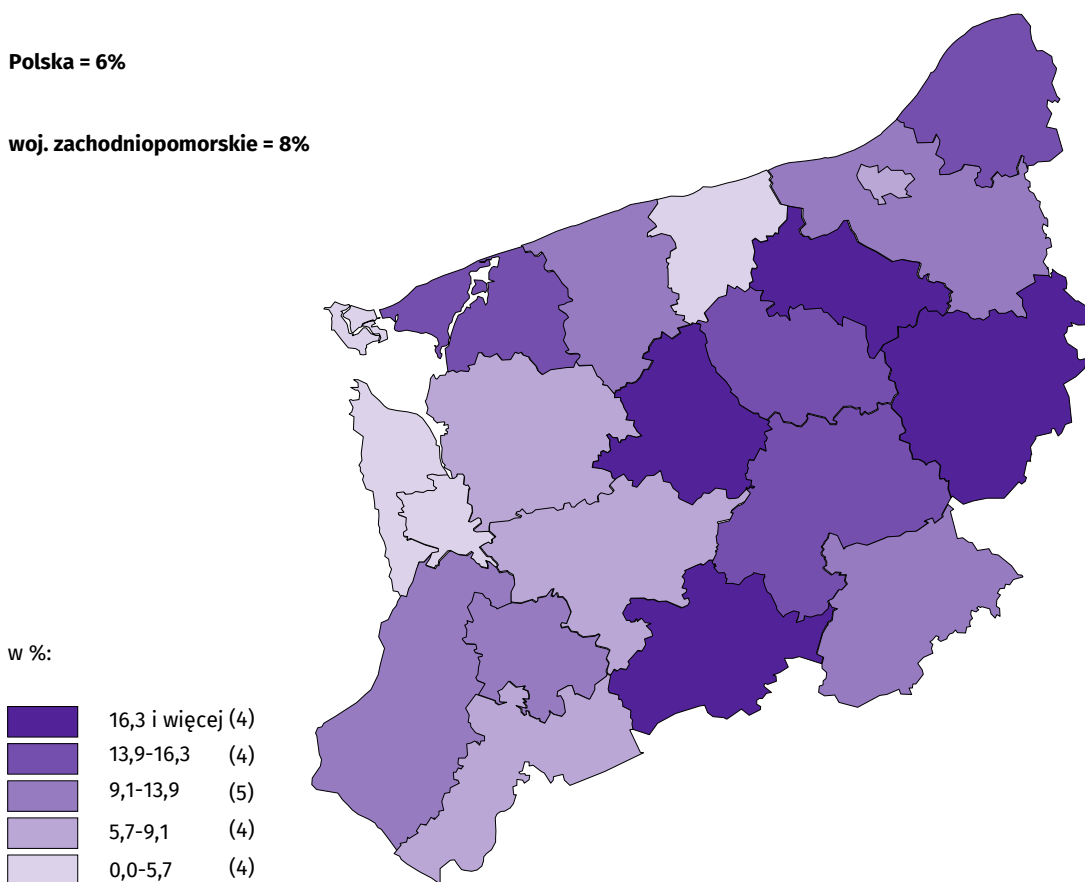 Polska = 6%
woj. zachodniopomorskie = 8%
w %:
16,3 i więcej (4)
13,9-16,3 (4)
9,1-13,9 (5)
5,7-9,1 (4)
0,0-5,7 (4)